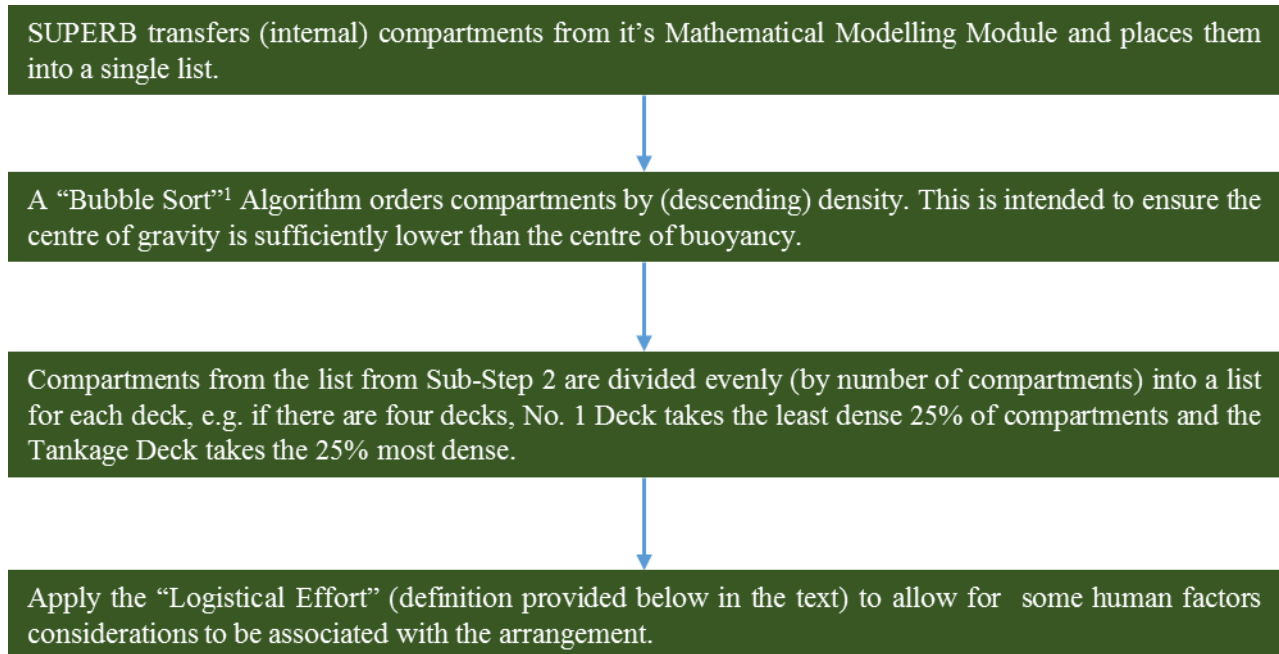 SUPERB transfers (internal) compartments from it's Mathematical Modelling Module and places them
into a single list.
A “Bubble Sort”¹ Algorithm orders compartments by (descending) density. This is intended to ensure the
centre of gravity is sufficiently lower than the centre of buoyancy.
Compartments from the list from Sub-Step 2 are divided evenly (by number of compartments) into a list
for each deck, e.g. if there are four decks, No. 1 Deck takes the least dense 25% of compartments and the
Tankage Deck takes the 25% most dense.
Apply the “Logistical Effort” (definition provided below in the text) to allow for some human factors
considerations to be associated with the arrangement.